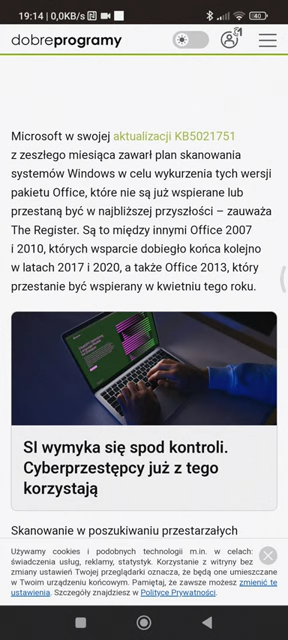 19:14 | 0,0KB/s
40
dobreprogramy
Microsoft w swojej aktualizacji KB5021751
z zeszłego miesiąca zawarł plan skanowania
systemów Windows w celu wykurzenia tych wersji
pakietu Office, które nie są już wspierane lub
przestaną być w najbliższej przyszłości – zauważa
The Register. Są to między innymi Office 2007
i 2010, których wsparcie dobiegło końca kolejno
w latach 2017 i 2020, a także Office 2013, który
przestanie być wspierany w kwietniu tego roku.
SI wymyka się spod kontroli.
Cyberprzestępcy już z tego
korzystają
Skanowanie w poszukiwaniu przestarzałych
Używamy cookies i podobnych technologii m.in. w celach:
świadczenia usług, reklamy, statystyk. Korzystanie z witryny bez
zmiany ustawień Twojej przeglądarki oznacza, że będą one umieszczane
w Twoim urządzeniu końcowym. Pamiętaj, że zawsze możesz zmienić te
ustawienia. Szczegóły znajdziesz w Polityce Prywatności.